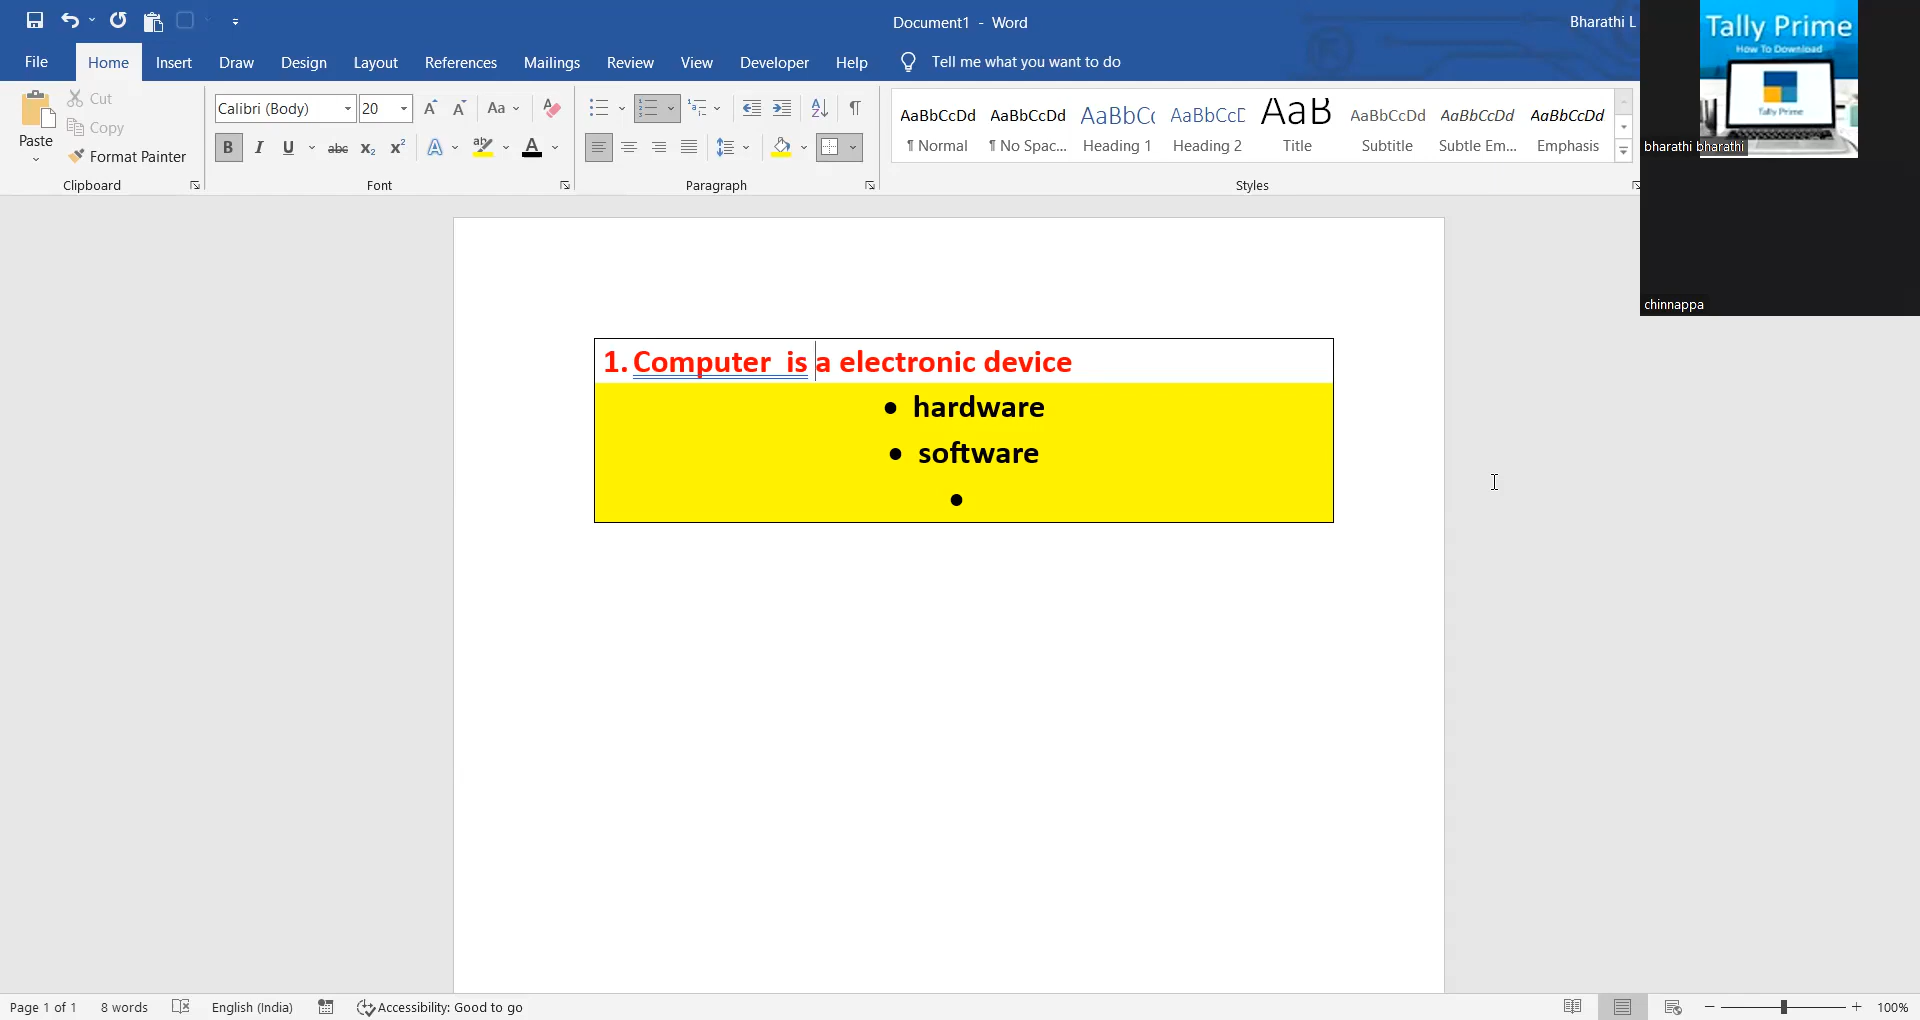 Document1 - Word
Bharathi L
File Home Insert Draw Design Layout References Mailings Review View Developer Help Tell me what you want to do
Paste
Cut
Copy
Format Painter
Clipboard
Calibri (Body) 20
Font
Paragraph
AaBbCcDd AaBbCcDd AaBbCc AaBbCcC AaB AaBbCcDd AaBbCcDd AaBbCcDd
¶ Normal ¶ No Spac... Heading 1 Heading 2 Title Subtitle Subtle Em... Emphasis
Styles
Tally Prime
How To Download
Tally Prime
bharathi bharathi
chinnappa
1. Computer  is a electronic device
• hardware
• software
•
Page 1 of 1 8 words English (India) Accessibility: Good to go 100%